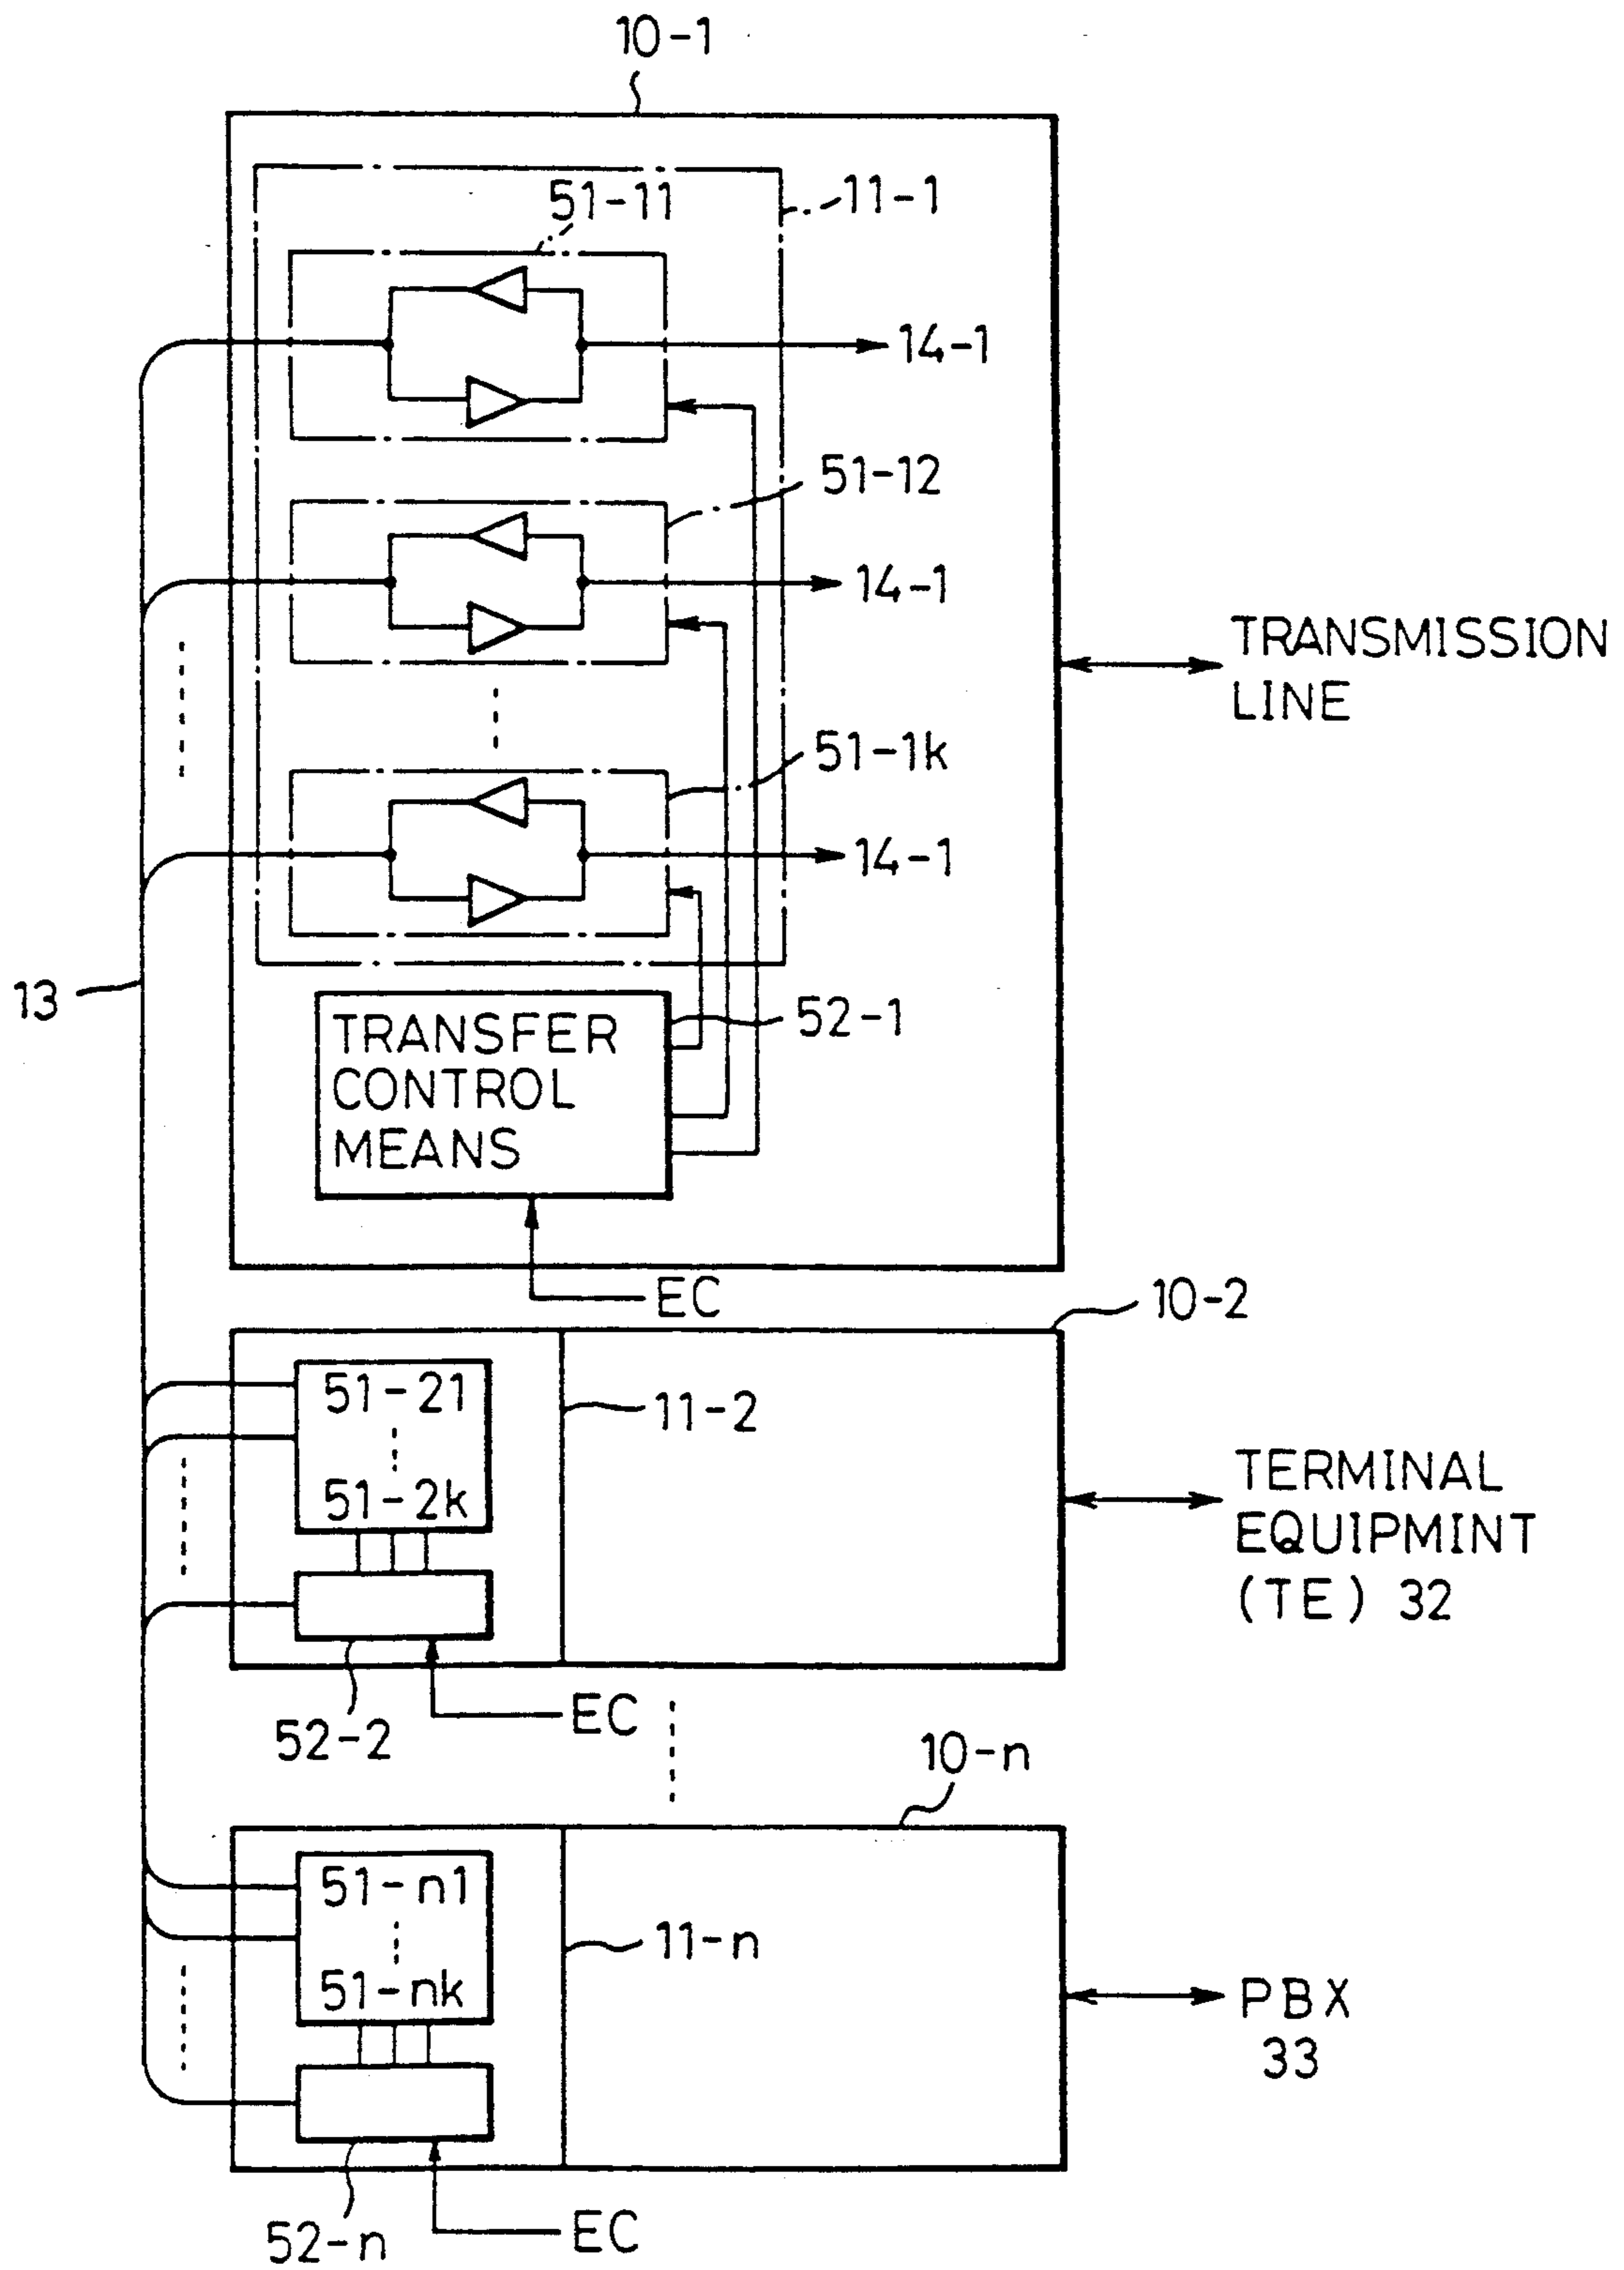 10-1
11-1
51-11
14-1
51-12
14-1
TRANSMISSION
LINE
51-1k
14-1
13
52-1
TRANSFER
CONTROL
MEANS
EC
10-2
51-21
11-2
51-2k
TERMINAL
EQUIPMINT
(TE) 32
52-2
EC
10-n
51-n1
11-n
51-nk
PBX
33
52-n
EC